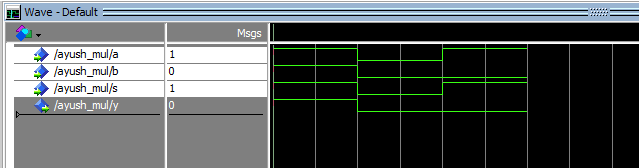 Wave - Default
Msgs
/ayush_mul/a 1
/ayush_mul/b 0
/ayush_mul/s 1
/ayush_mul/y 0